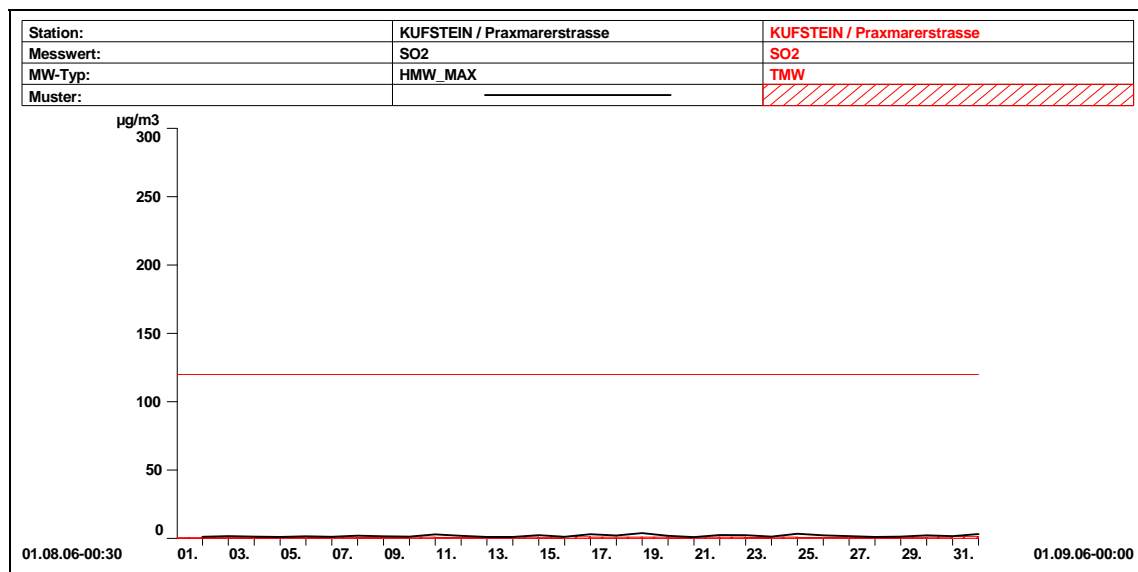 Station: KUFSTEIN / Praxmarerstrasse KUFSTEIN / Praxmarerstrasse
Messwert: SO2 SO2
MW-Typ: HMW_MAX TMW
Muster:
µg/m3
300
250
200
150
100
50
0
01.08.06-00:30 01. 03. 05. 07. 09. 11. 13. 15. 17. 19. 21. 23. 25. 27. 29. 31. 01.09.06-00:00